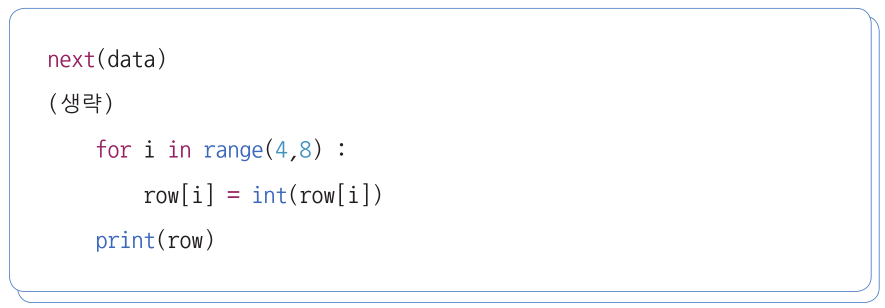 next(data)
(생략)
    for i in range(4,8) :
        row[i] = int(row[i])
    print(row)